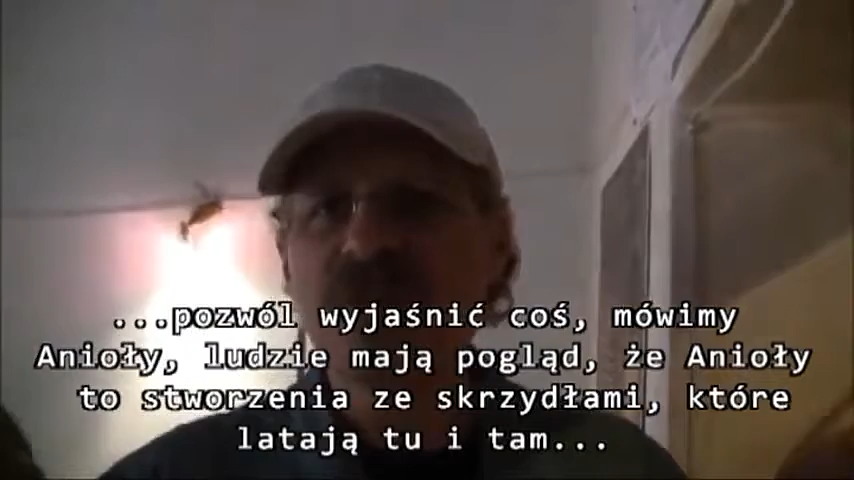 ...pozwól wyjaśnić coś, mówimy
Anioły, ludzie mają pogląd, że Anioły
to stworzenia ze skrzydłami, które
latają tu i tam...